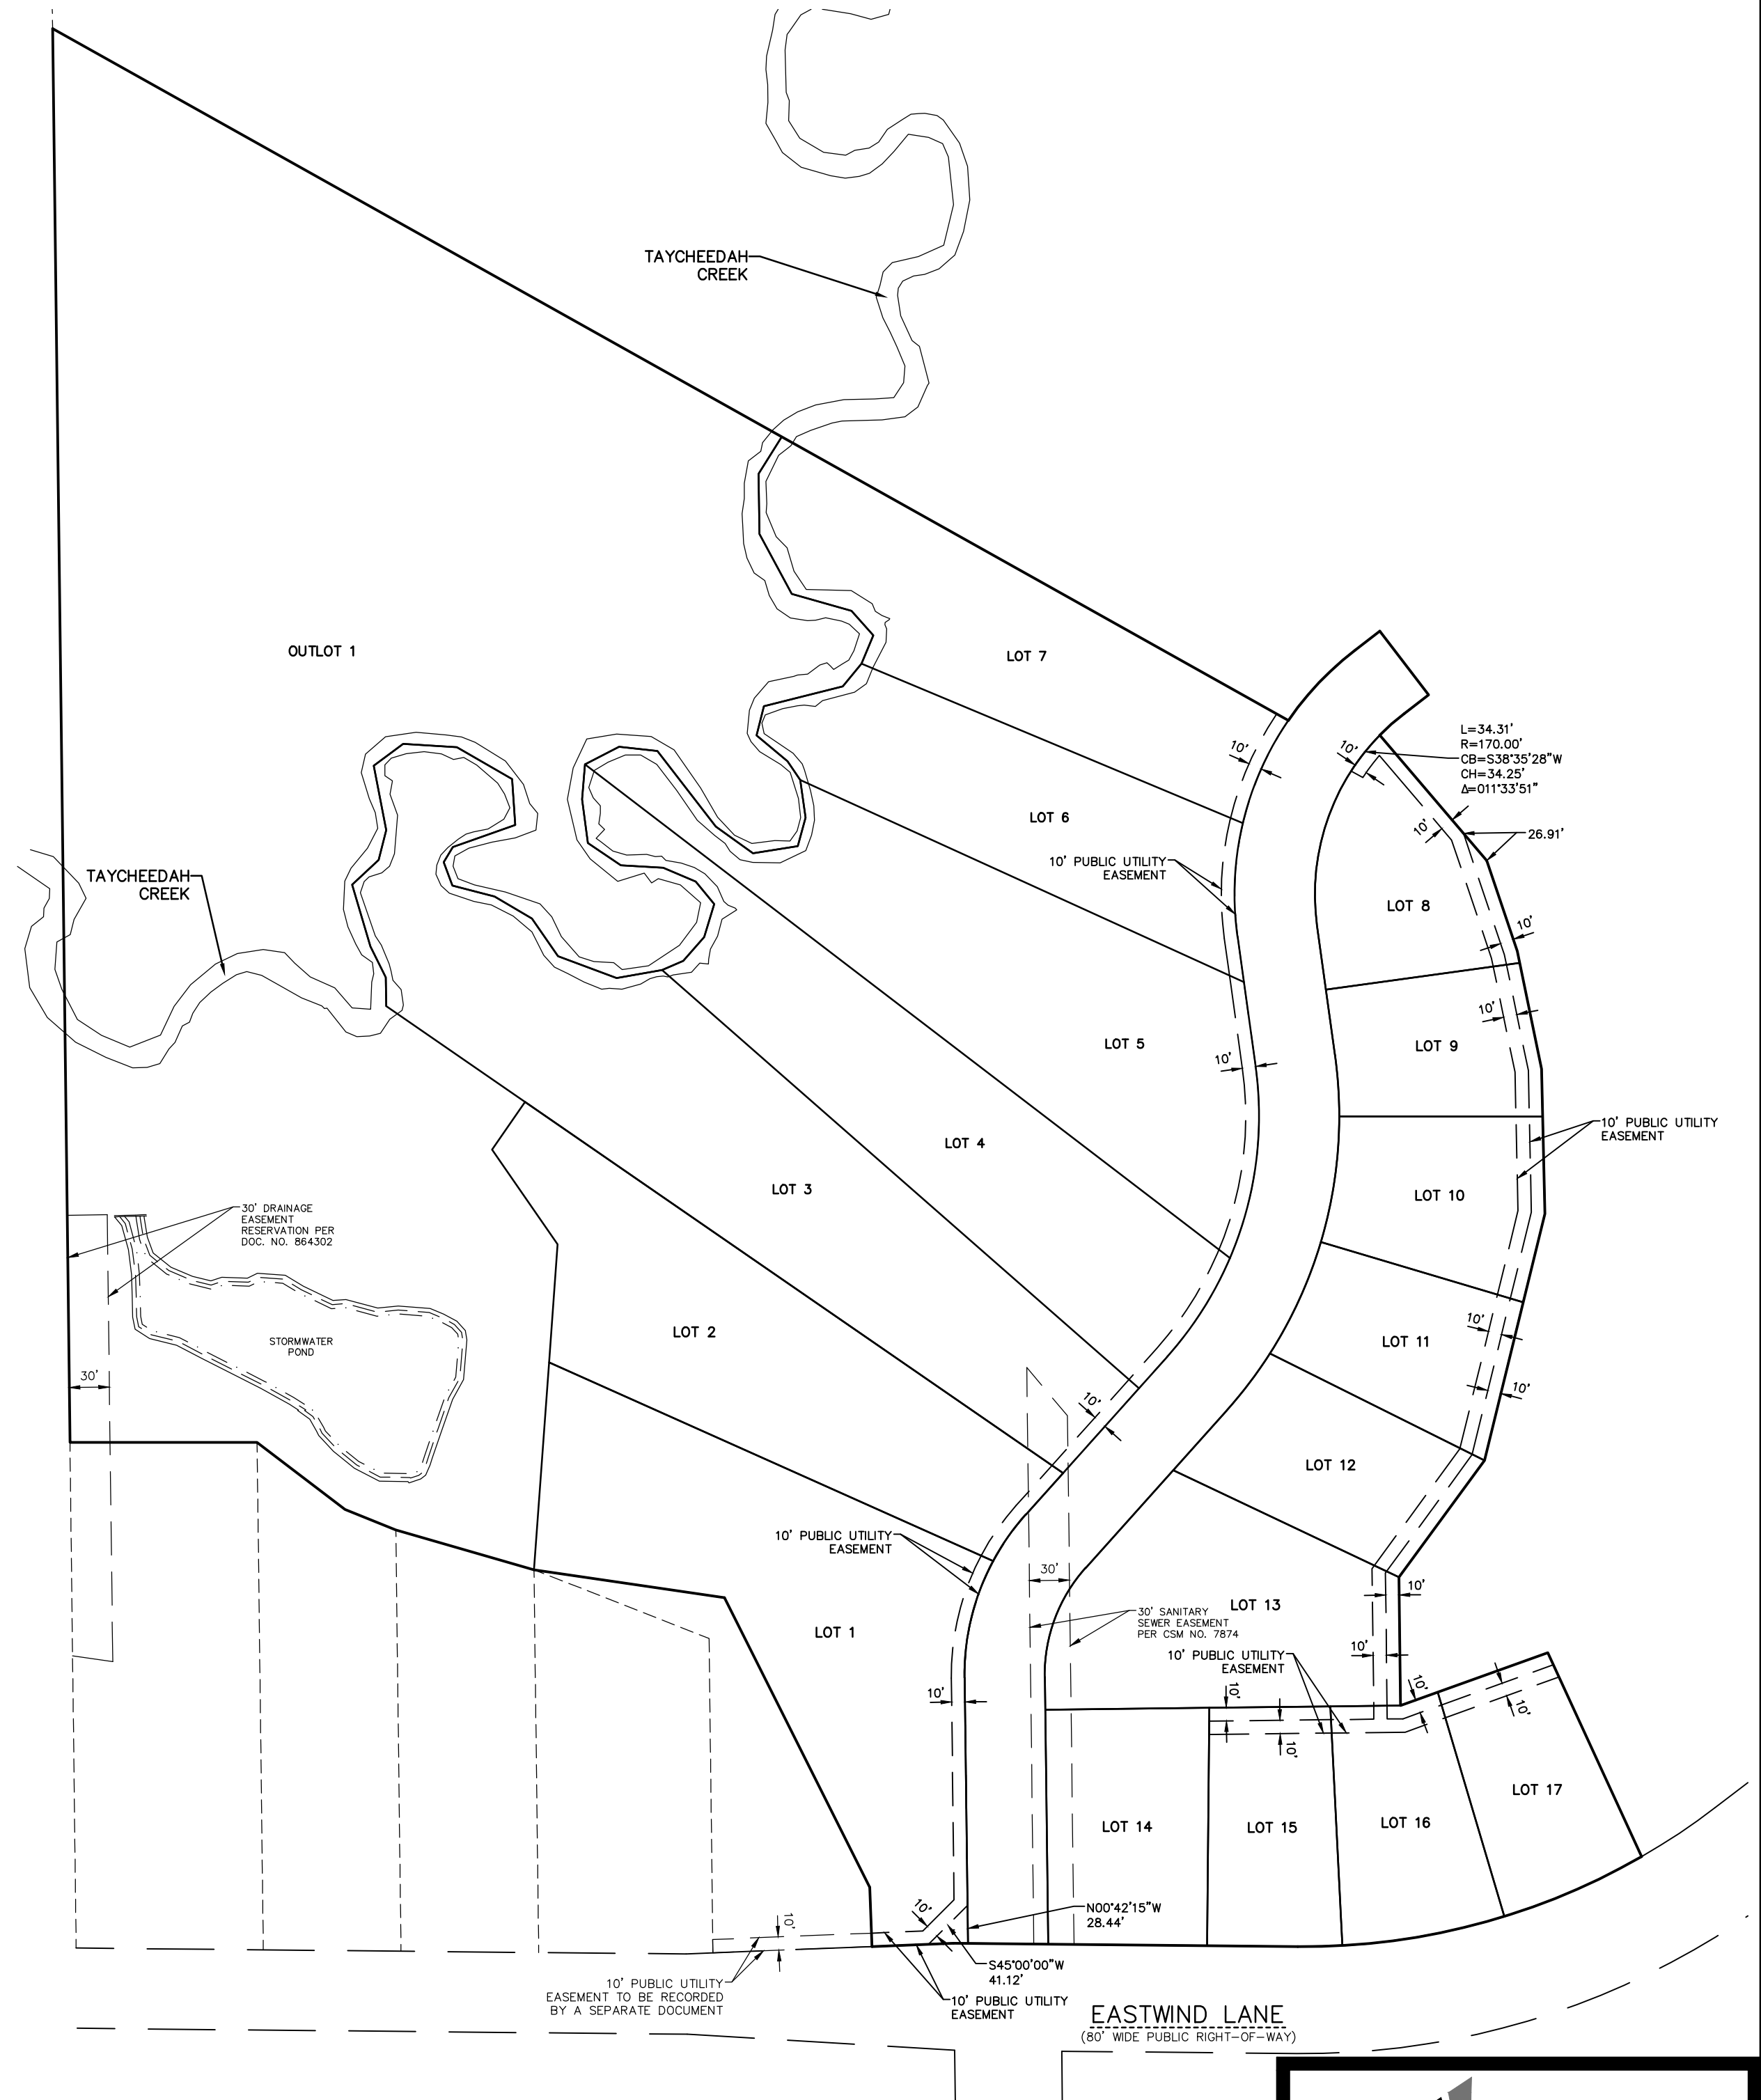 TAYCHEEDAH
CREEK
OUTLOT 1
LOT 7
10'
10'
L=34.31'
R=170.00'
CB=S38°35'28"W
CH=34.25'
Δ=011°33'51"
10'
26.91'
LOT 6
10' PUBLIC UTILITY
EASEMENT
TAYCHEEDAH
CREEK
LOT 8
10'
10'
LOT 5
LOT 9
10'
10' PUBLIC UTILITY
EASEMENT
LOT 4
LOT 3
LOT 10
30' DRAINAGE
EASEMENT
RESERVATION PER
DOC. NO. 864302
STORMWATER
POND
LOT 2
10'
LOT 11
30'
10'
10'
LOT 12
10' PUBLIC UTILITY
EASEMENT
30'
10'
LOT 13
30' SANITARY
SEWER EASEMENT
PER CSM NO. 7874
LOT 1
10'
10' PUBLIC UTILITY
EASEMENT
10'
10'
10'
10'
10'
LOT 17
LOT 14
LOT 15
LOT 16
10'
10'
N00°42'15"W
28.44'
S45°00'00"W
41.12'
10' PUBLIC UTILITY
EASEMENT TO BE RECORDED
BY A SEPARATE DOCUMENT
10' PUBLIC UTILITY
EASEMENT
EASTWIND LANE
(80' WIDE PUBLIC RIGHT-OF-WAY)